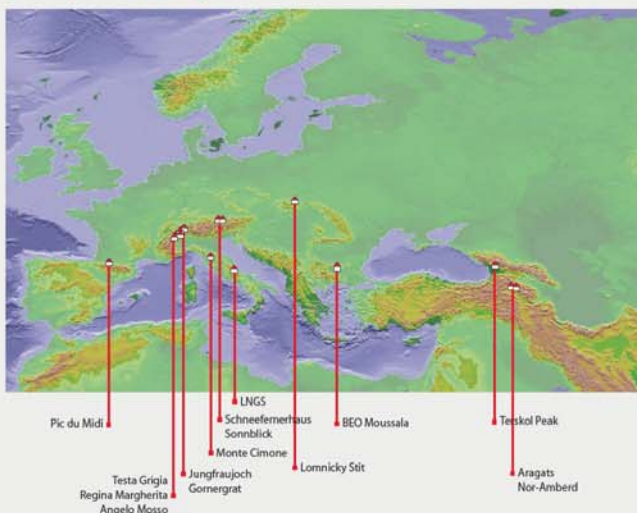 LNGS
Pic du Midi
Schneefernerhaus
Sonnblick
BEO Moussala
Terskol Peak
Monte Cimone
Lomnicky Stit
Testa Grigia
Regina Margherita
Angelo Mosso
Jungfraujoch
Gornergrat
Aragats
Nor-Amberd